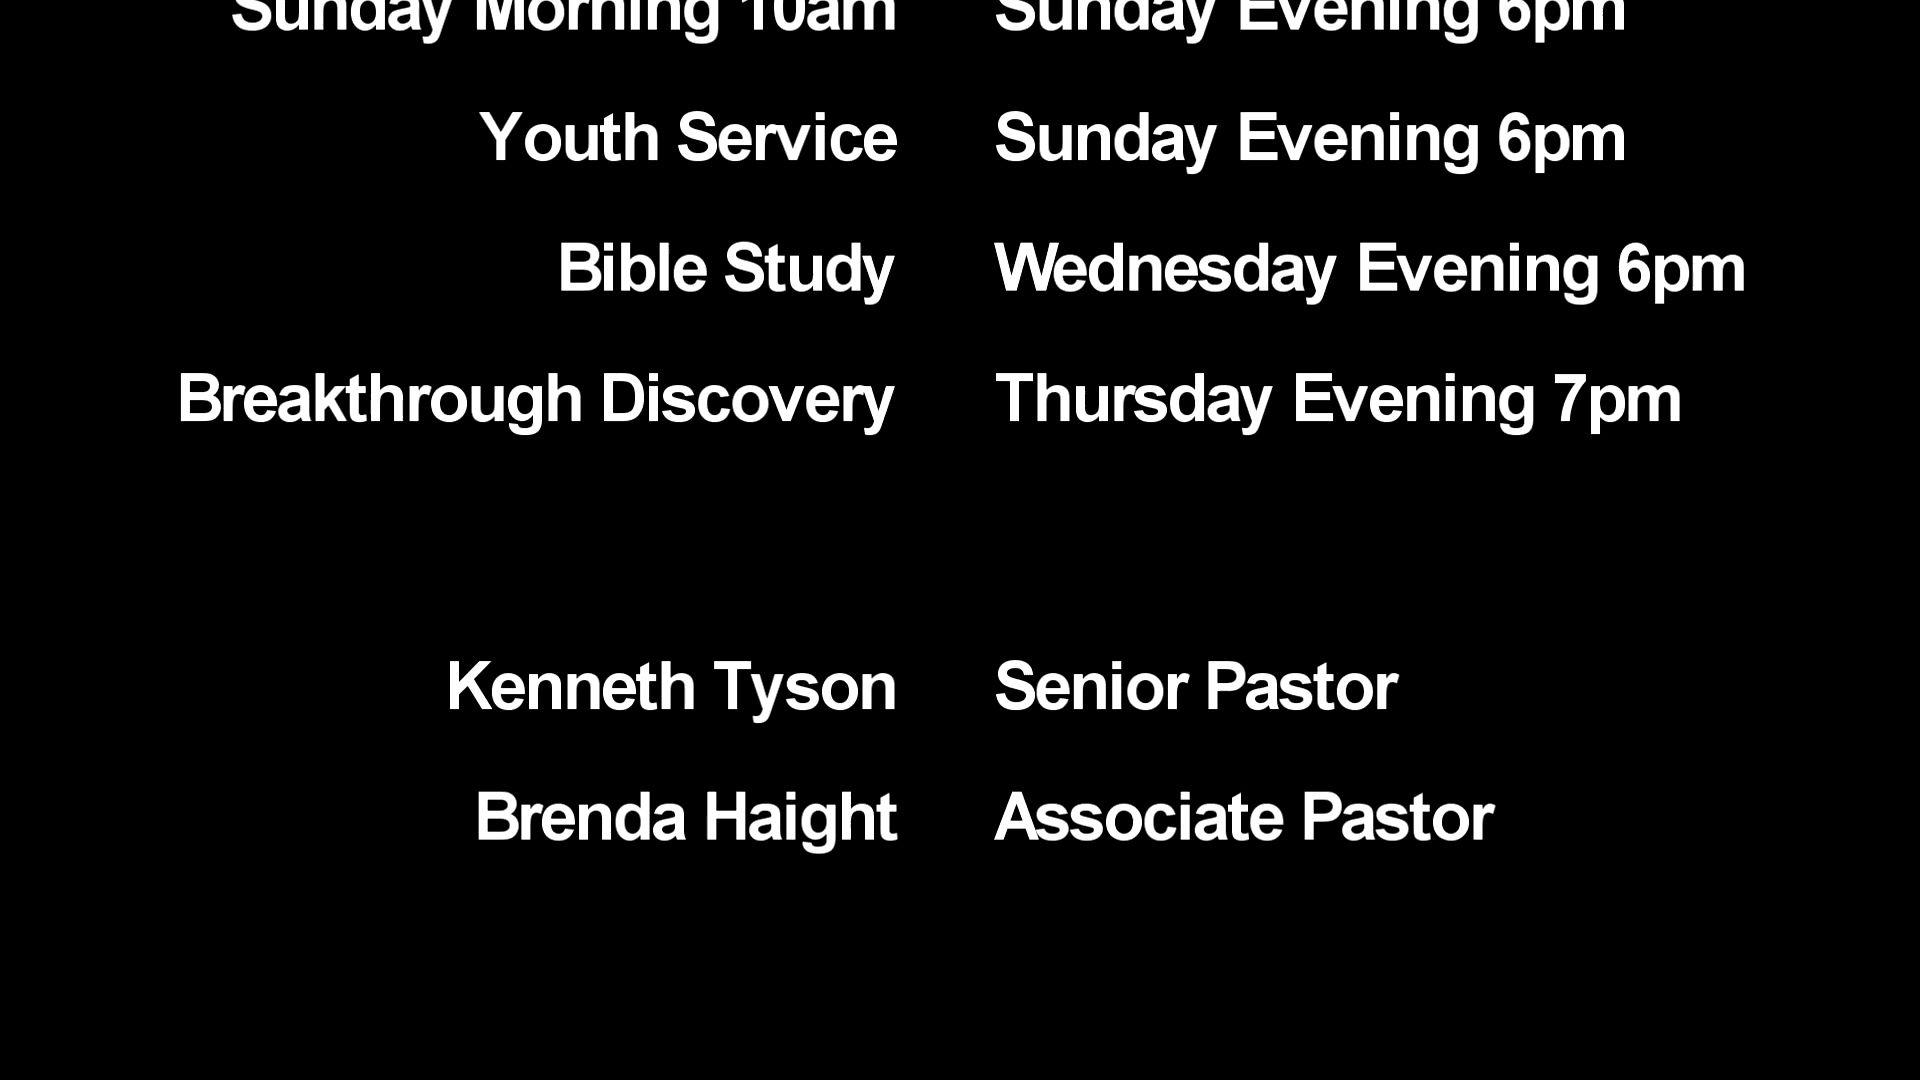 Sunday Morning 10am Sunday Evening 6pm
Youth Service Sunday Evening 6pm
Bible Study Wednesday Evening 6pm
Breakthrough Discovery Thursday Evening 7pm
Kenneth Tyson Senior Pastor
Brenda Haight Associate Pastor